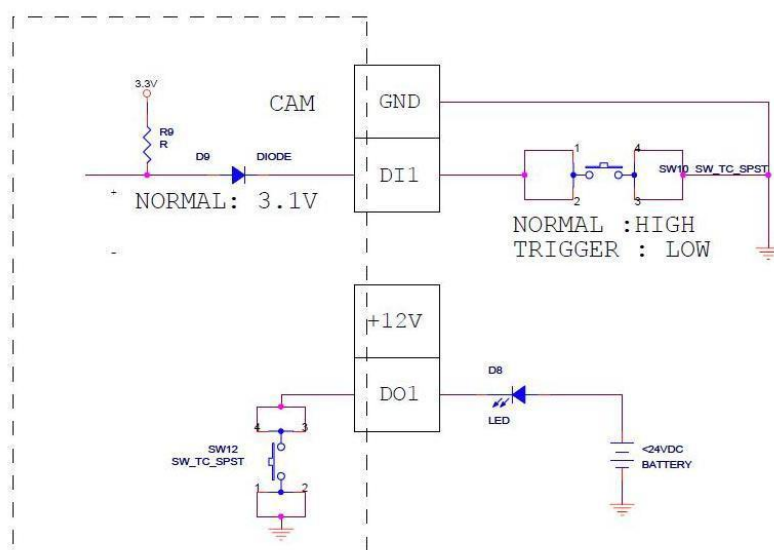 3.3V
R9
R
CAM
GND
D9
DIODE
DI1
+
-
NORMAL: 3.1V
1
4
2
3
SW10 SW_TC_SPST
NORMAL :HIGH
TRIGGER : LOW
+12V
DO1
D8
LED
<24VDC
BATTERY
4
3
SW12
SW_TC_SPST
1
2